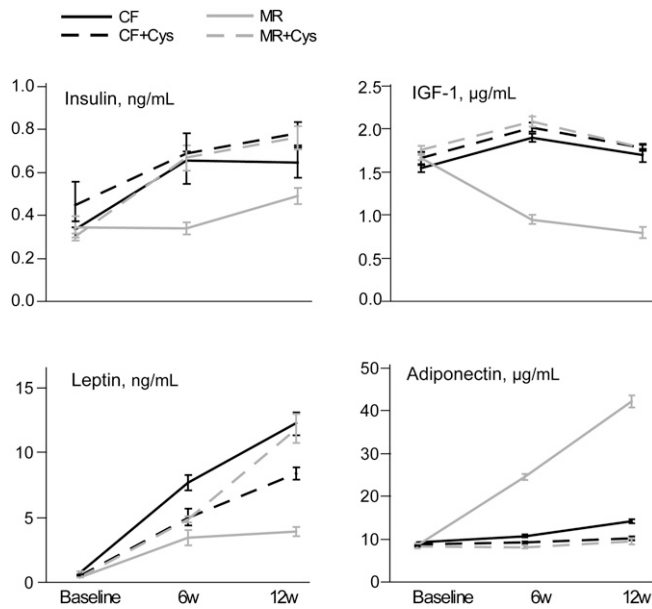 CF MR
CF+Cys MR+Cys
Insulin, ng/mL
1.0
0.8
0.6
0.4
0.2
0.0
IGF-1, µg/mL
2.5
2.0
1.5
1.0
0.5
0.0
Leptin, ng/mL
15
10
5
0
Baseline 6w 12w
Adiponectin, µg/mL
50
40
30
20
10
0
Baseline 6w 12w